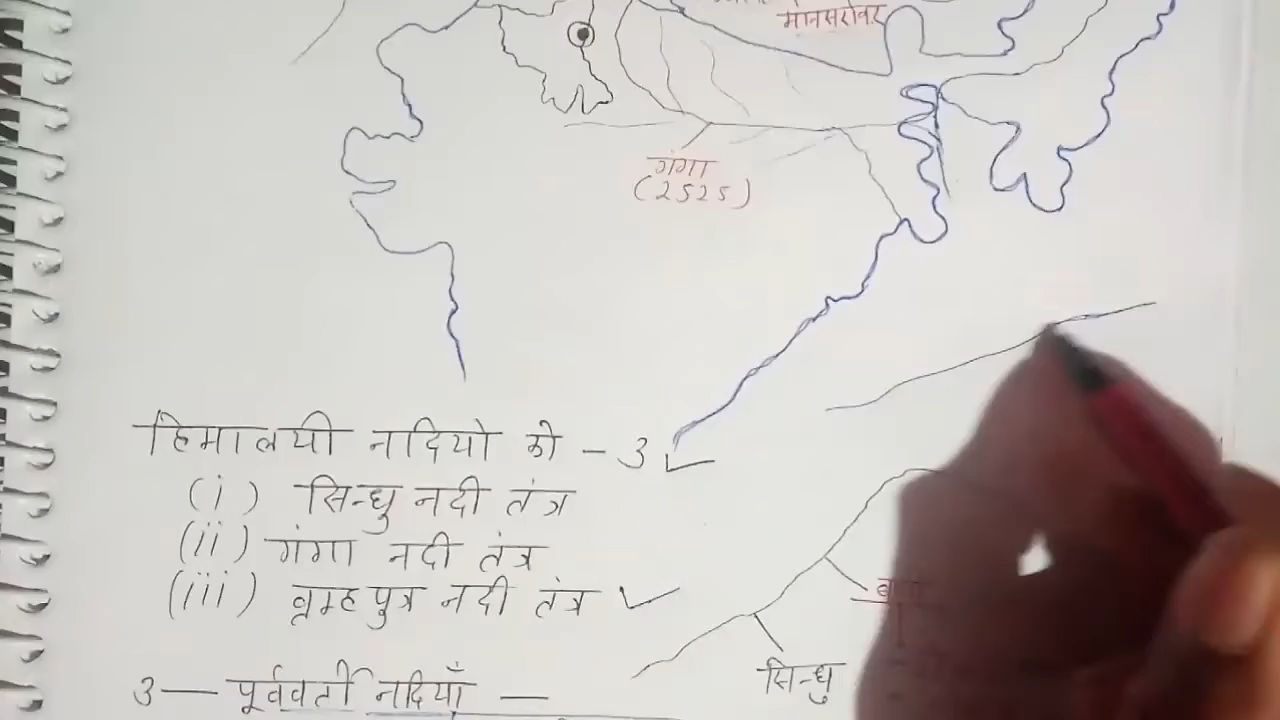 मानसरोवर
गंगा
(2525)
हिमालयी नदियो को - 3
(i) सिन्धु नदी तंत्र
(ii) गंगा नदी तंत्र
(iii) ब्रम्हपुत्र नदी तंत्र
सिन्धु
3 — पूर्ववर्ती नदियाँ —